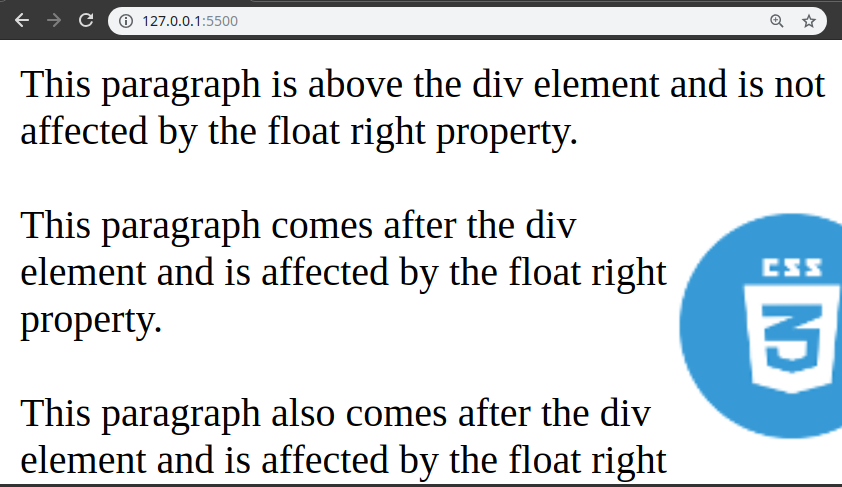 127.0.0.1:5500
This paragraph is above the div element and is not
affected by the float right property.
This paragraph comes after the div
element and is affected by the float right
property.
CSS
3
This paragraph also comes after the div
element and is affected by the float right